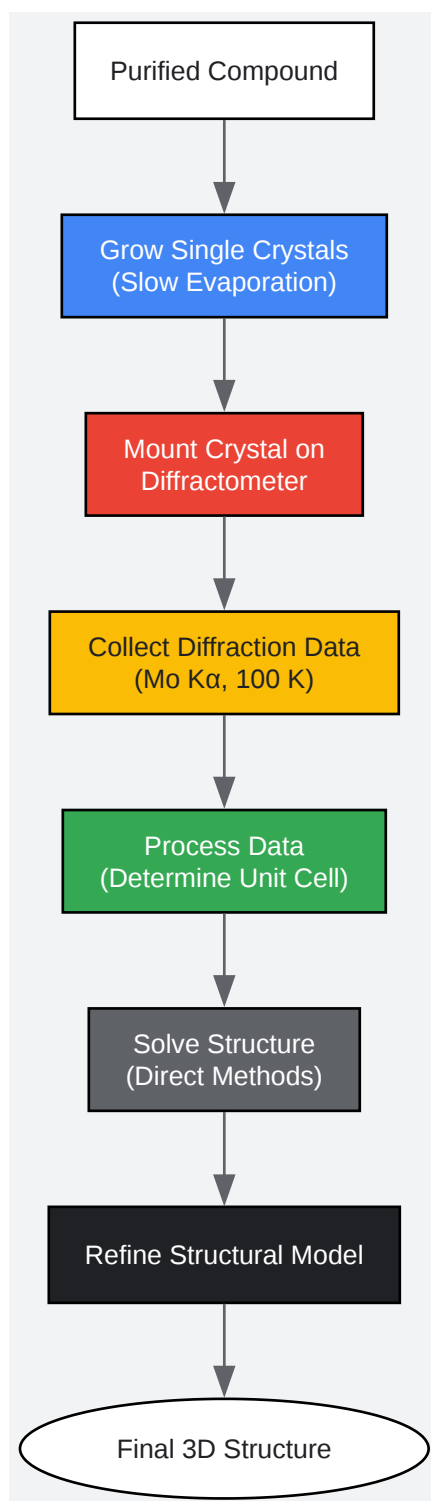 Purified Compound
Grow Single Crystals
(Slow Evaporation)
Mount Crystal on
Diffractometer
Collect Diffraction Data
(Mo Kα, 100 K)
Process Data
(Determine Unit Cell)
Solve Structure
(Direct Methods)
Refine Structural Model
Final 3D Structure